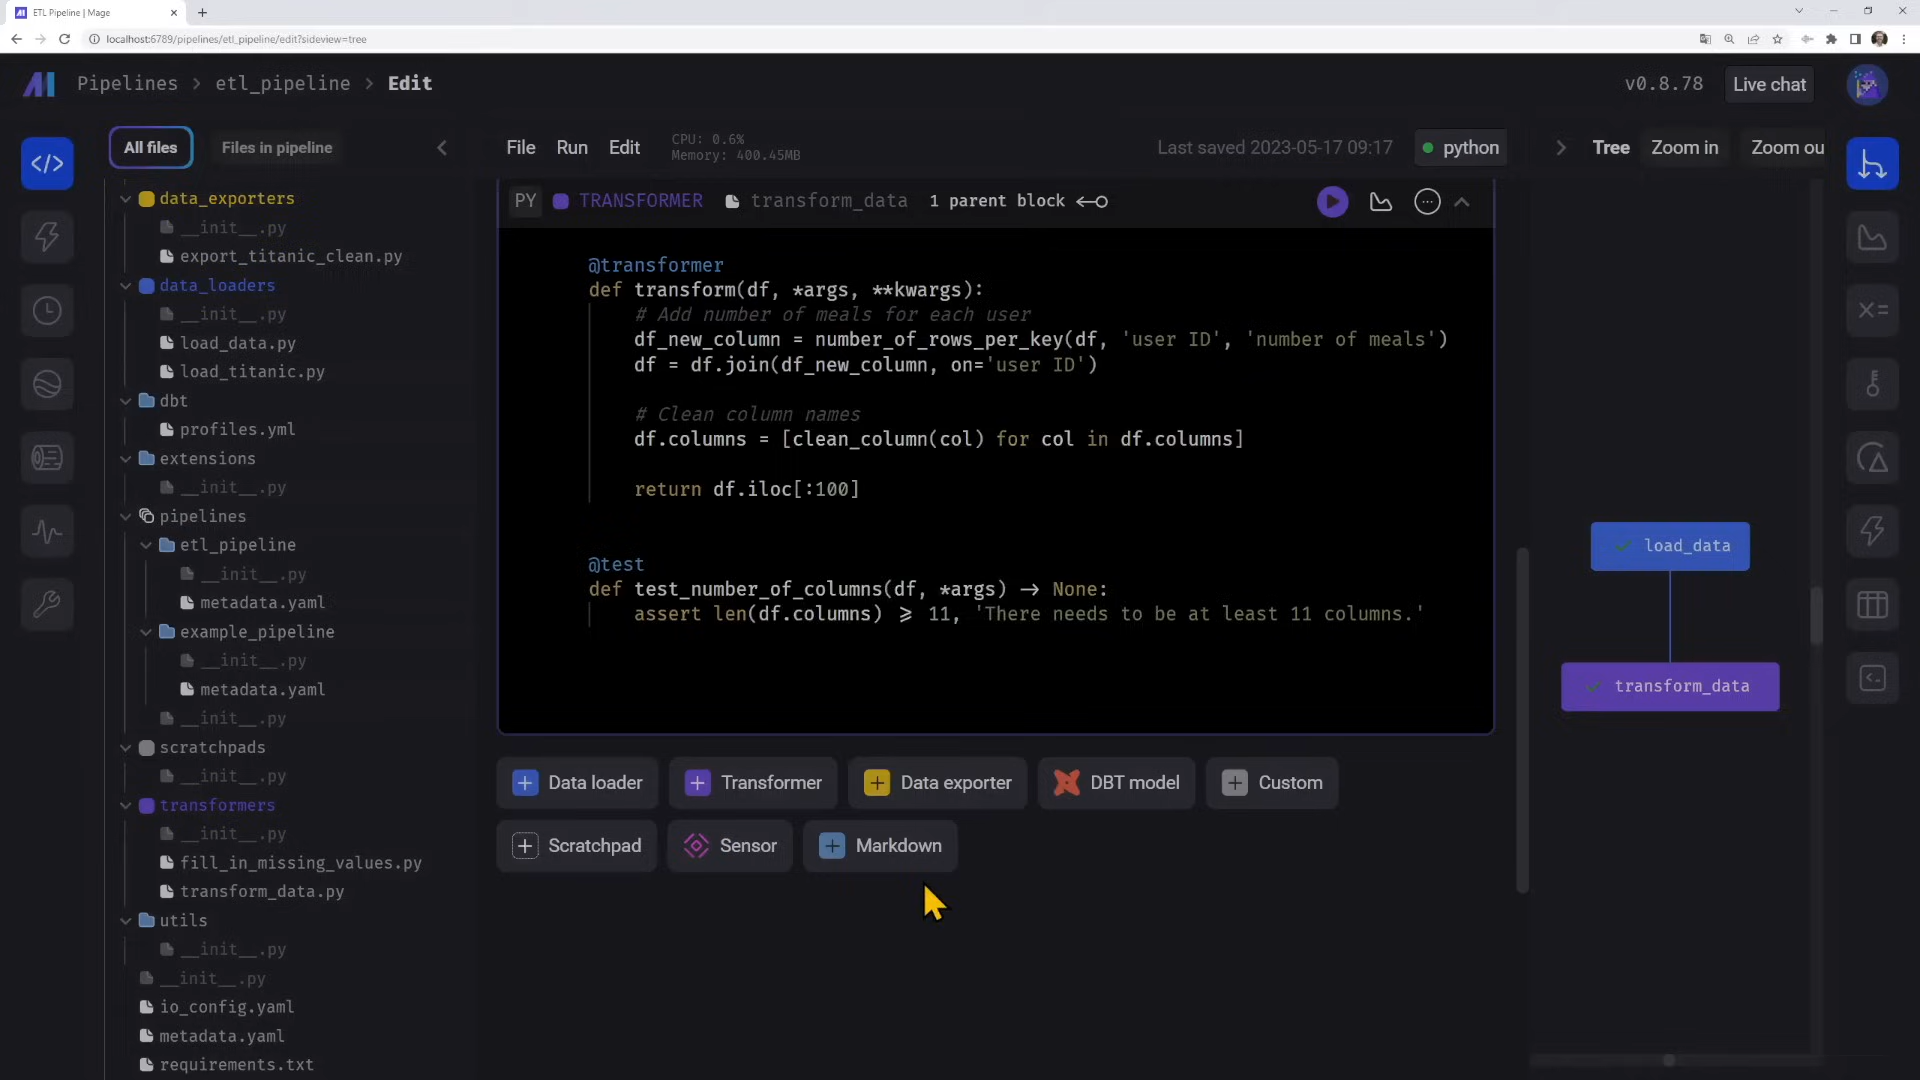 ETL Pipeline | Mage
localhost:6789/pipelines/etl_pipeline/edit?sideview=tree
Pipelines > etl_pipeline > Edit
v0.8.78 Live chat
All files Files in pipeline
File Run Edit
CPU: 0.6%
Memory: 400.45MB
Last saved 2023-05-17 09:17 python
Tree Zoom in Zoom ou
data_exporters
__init__.py
export_titanic_clean.py
data_loaders
__init__.py
load_data.py
load_titanic.py
dbt
profiles.yml
extensions
__init__.py
pipelines
etl_pipeline
__init__.py
metadata.yaml
example_pipeline
__init__.py
metadata.yaml
__init__.py
scratchpads
__init__.py
transformers
__init__.py
fill_in_missing_values.py
transform_data.py
utils
__init__.py
__init__.py
io_config.yaml
metadata.yaml
requirements.txt
PY TRANSFORMER transform_data 1 parent block
@transformer
def transform(df, *args, **kwargs):
# Add number of meals for each user
df_new_column = number_of_rows_per_key(df, 'user ID', 'number of meals')
df = df.join(df_new_column, on='user ID')
# Clean column names
df.columns = [clean_column(col) for col in df.columns]
return df.iloc[:100]
@test
def test_number_of_columns(df, *args) → None:
assert len(df.columns) ⩾ 11, 'There needs to be at least 11 columns.'
Data loader Transformer Data exporter DBT model Custom
Scratchpad Sensor Markdown
load_data
transform_data